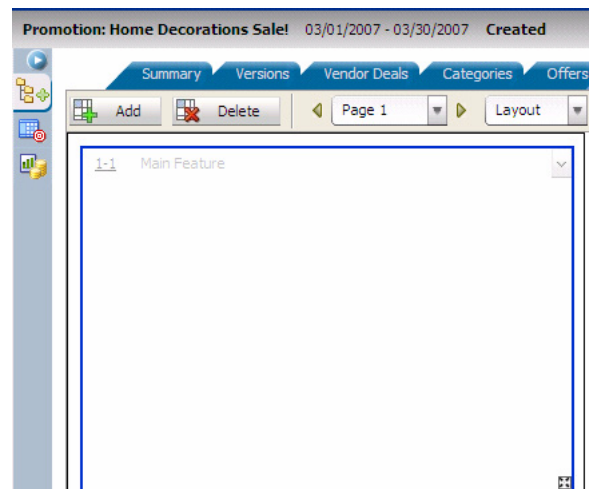 Promotion: Home Decorations Sale! 03/01/2007 - 03/30/2007 Created
Summary Versions Vendor Deals Categories Offers
Add Delete Page 1 Layout
1-1 Main Feature